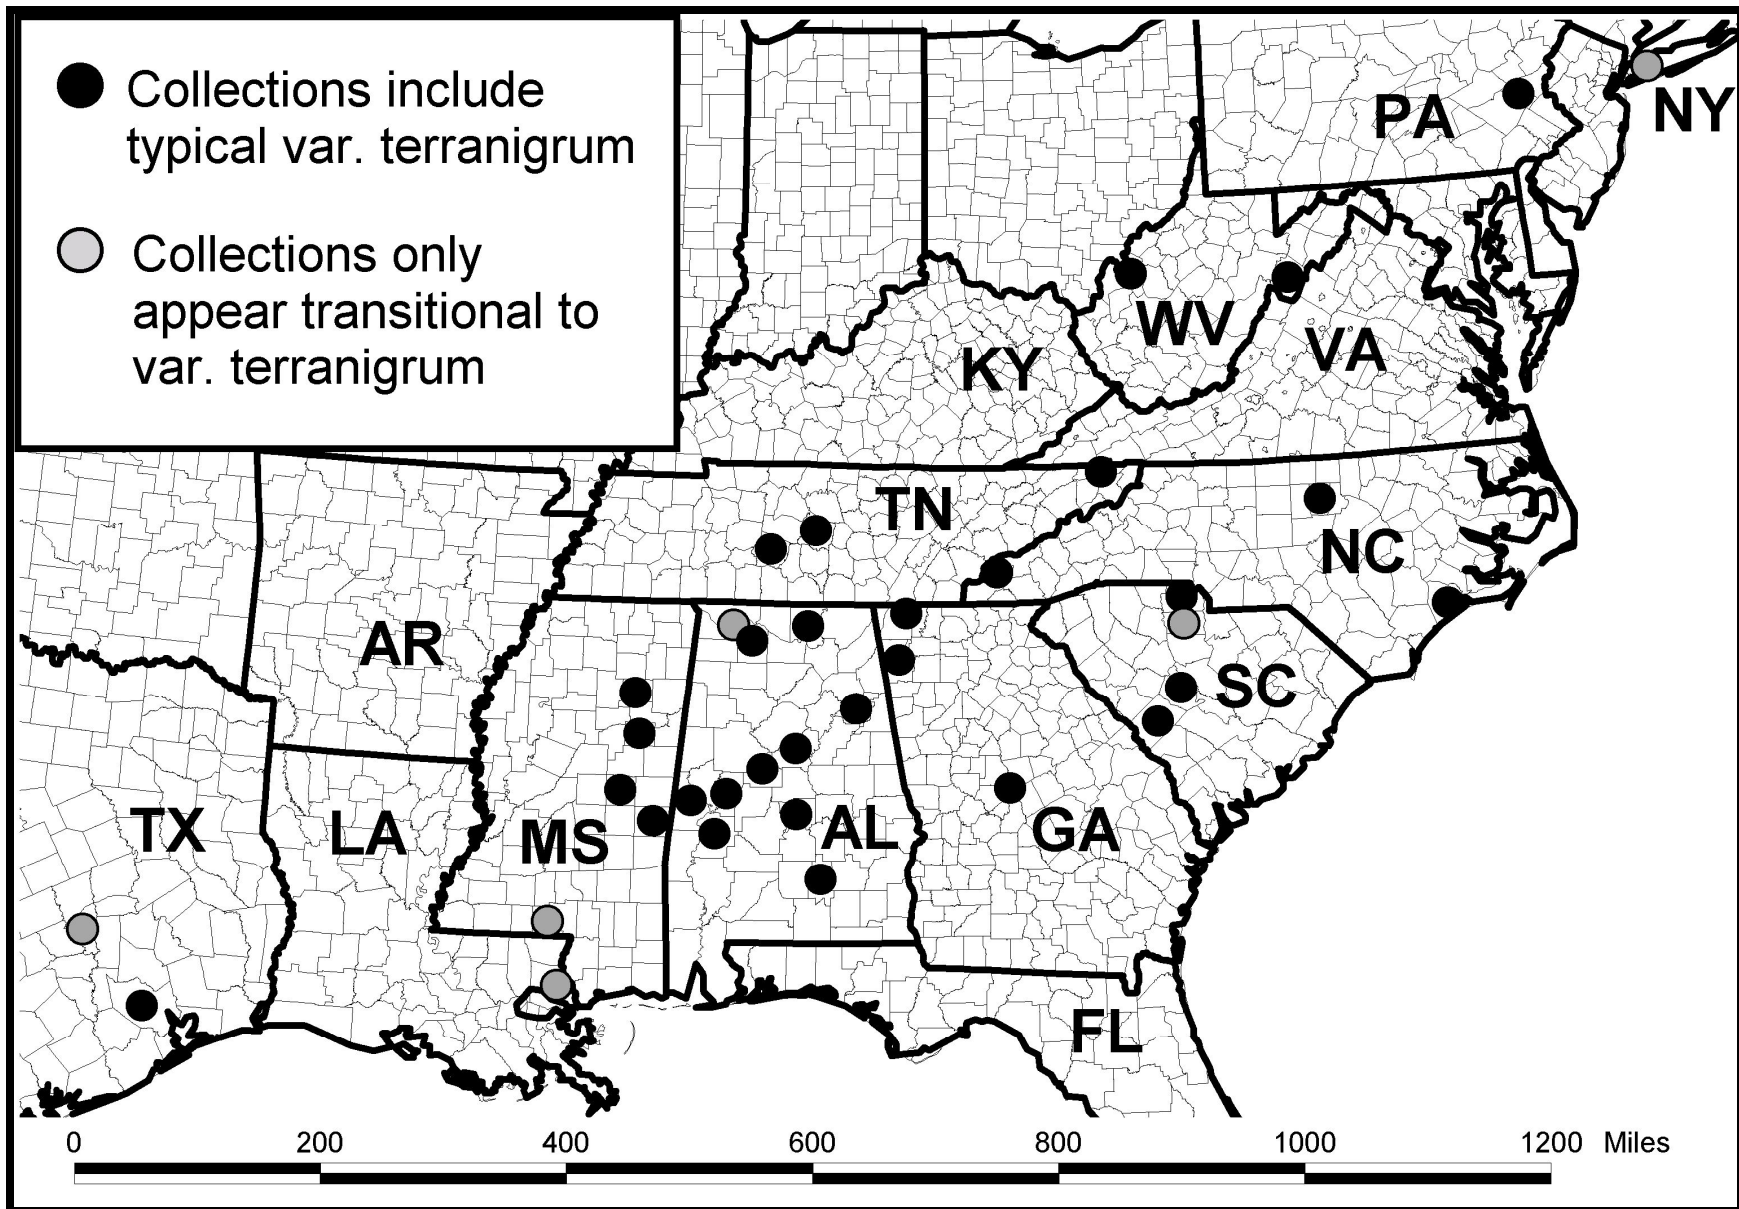 Collections include
typical var. terranigrum
Collections only
appear transitional to
var. terranigrum
PA
NY
WV
VA
KY
TN
NC
AR
SC
TX
LA
MS
AL
GA
FL
0 200 400 600 800 1000 1200 Miles